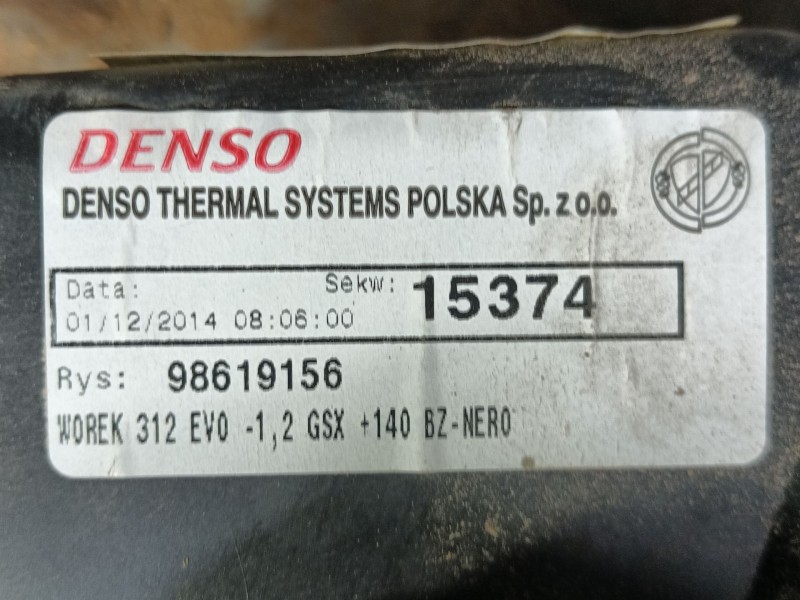 DENSO
DENSO THERMAL SYSTEMS POLSKA Sp. z o.o.
Data: Sekw: 15374
01/12/2014 08:06:00
Rys: 98619156
WOREK 312 EVO -1,2 GSX +140 BZ-NERO